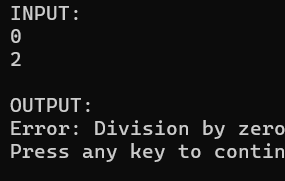 INPUT:
0
2
OUTPUT:
Error: Division by zero
Press any key to contin